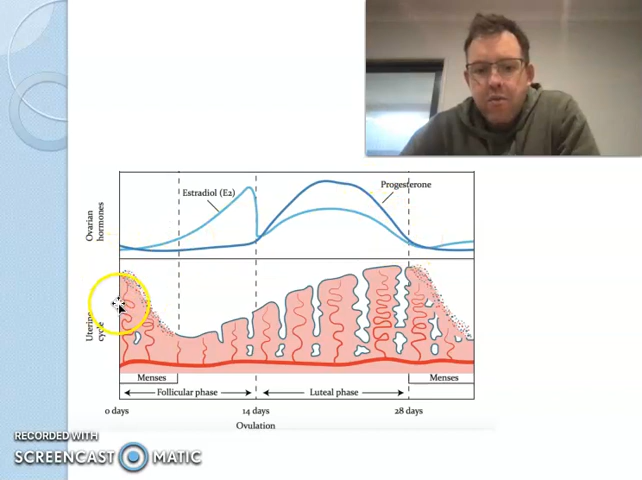 Estradiol (E2)
Progesterone
Ovarian
hormones
Uterine
cycle
Menses
Menses
Follicular phase
Luteal phase
0 days
14 days
28 days
Ovulation
RECORDED WITH
SCREENCAST MATIC